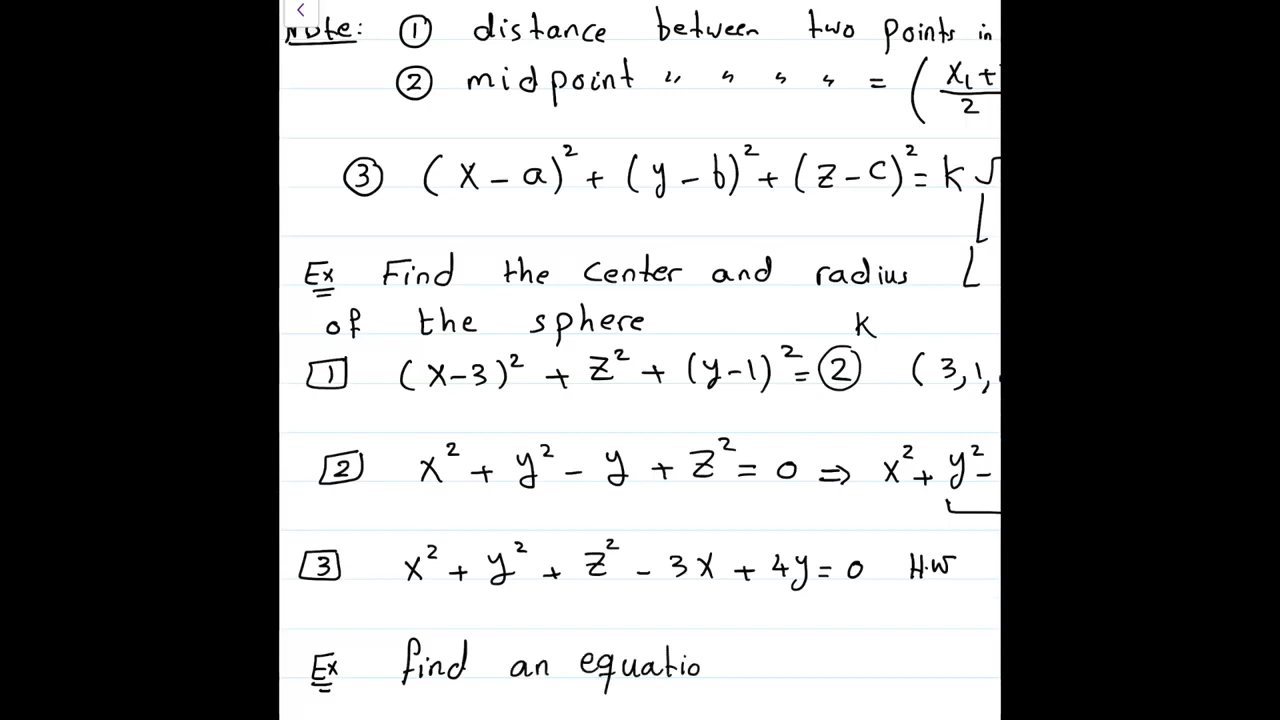 Note: ① distance between two points in
② midpoint " " " " = (x₁+
2
③ (x-a)² + (y-b)² + (z-c)² = k
Ex Find the center and radius
of the sphere k
1 (x-3)² + z² + (y-1)² = ② (3,1,
2 x² + y² - y + z² = 0 ⇒ x² + y² -
3 x² + y² + z² - 3x + 4y = 0 H.W
Ex find an equatio